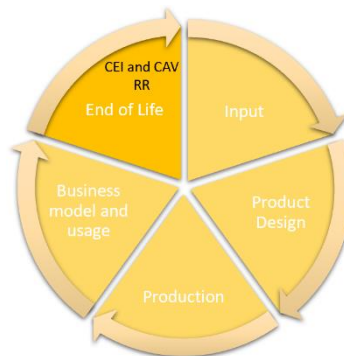 CEI and CAV
RR
End of Life
Input
Product
Design
Production
Business
model and
usage